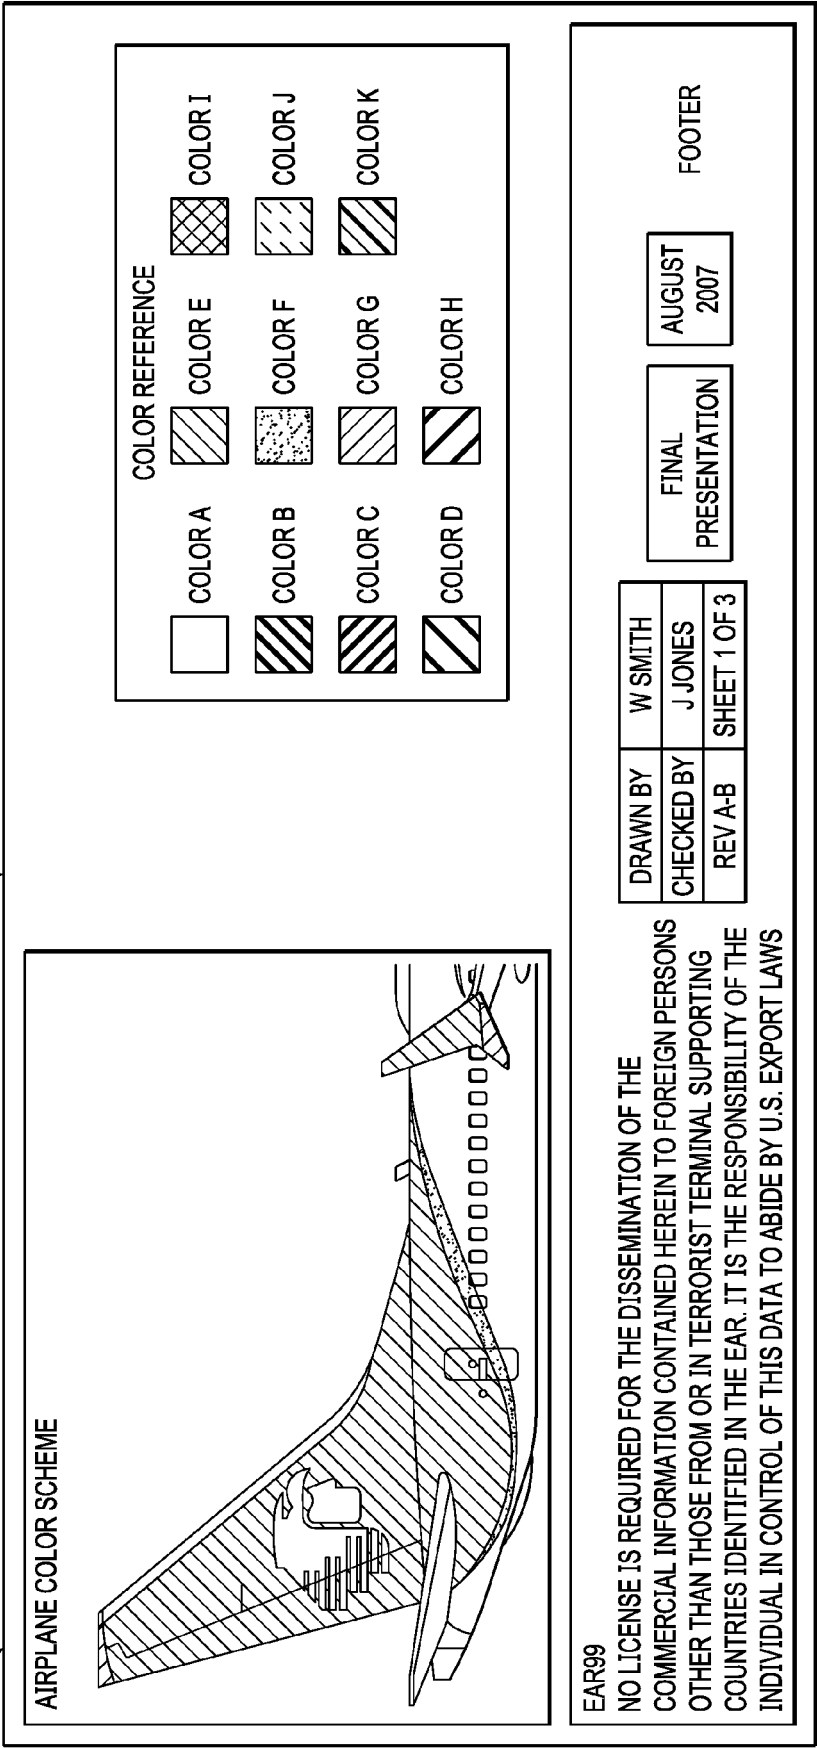 AIRPLANE COLOR SCHEME
COLOR REFERENCE
COLOR A
COLOR B
COLOR C
COLOR D
COLOR E
COLOR F
COLOR G
COLOR H
COLOR I
COLOR J
COLOR K
EAR99
NO LICENSE IS REQUIRED FOR THE DISSEMINATION OF THE
COMMERCIAL INFORMATION CONTAINED HEREIN TO FOREIGN PERSONS
OTHER THAN THOSE FROM OR IN TERRORIST TERMINAL SUPPORTING
COUNTRIES IDENTIFIED IN THE EAR. IT IS THE RESPONSIBILITY OF THE
INDIVIDUAL IN CONTROL OF THIS DATA TO ABIDE BY U.S. EXPORT LAWS
DRAWN BY W SMITH
CHECKED BY J JONES
REV A-B SHEET 1 OF 3
FINAL
PRESENTATION
AUGUST
2007
FOOTER